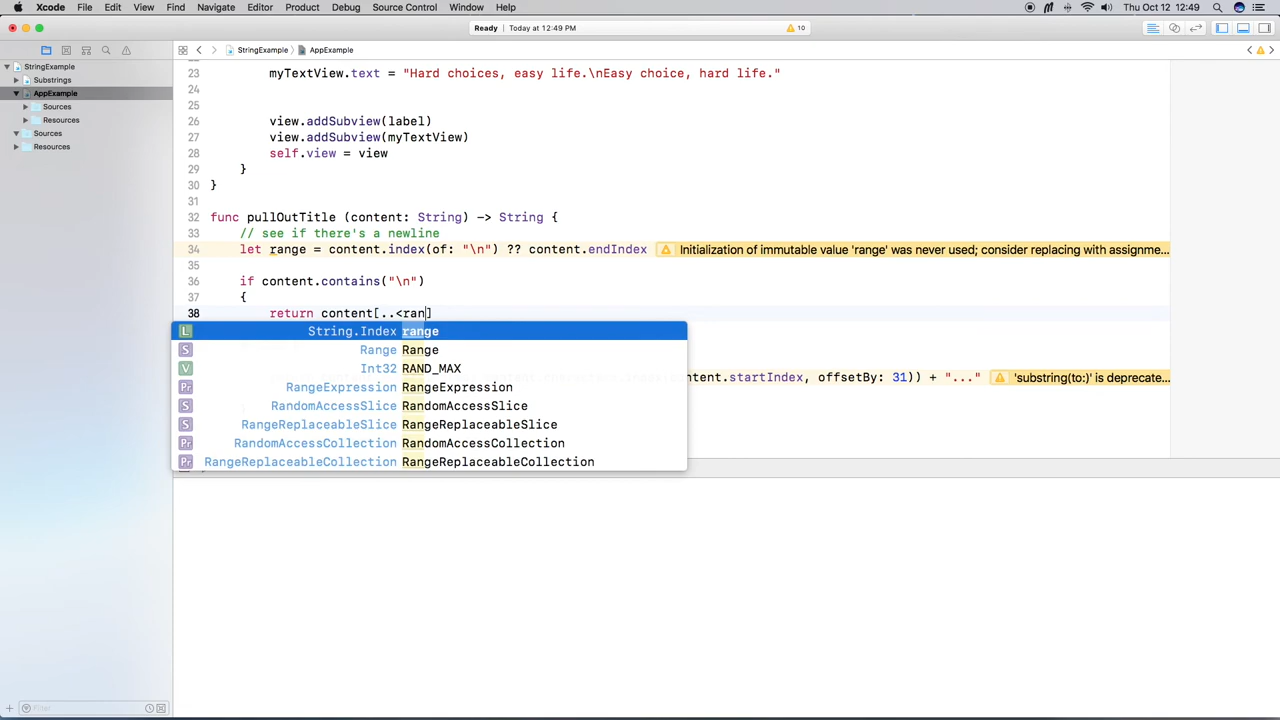 Xcode File Edit View Find Navigate Editor Product Debug Source Control Window Help Thu Oct 12 12:49
Ready Today at 12:49 PM 10
StringExample AppExample
StringExample
Substrings
AppExample
Sources
Resources
Sources
Resources
23 myTextView.text = "Hard choices, easy life.\nEasy choice, hard life."
24
25
26 view.addSubview(label)
27 view.addSubview(myTextView)
28 self.view = view
29 }
30 }
31
32 func pullOutTitle (content: String) -> String {
33 // see if there's a newline
34 let range = content.index(of: "\n") ?? content.endIndex Initialization of immutable value 'range' was never used; consider replacing with assignme...
35
36 if content.contains("\n")
37 {
38 return content[..<ran]
L String.Index range
S Range Range
V Int32 RAND_MAX
Pr RangeExpression RangeExpression
S RandomAccessSlice RandomAccessSlice
S RangeReplaceableSlice RangeReplaceableSlice
Pr RandomAccessCollection RandomAccessCollection
Pr RangeReplaceableCollection RangeReplaceableCollection
content.startIndex, offsetBy: 31)) + "..." 'substring(to:)' is deprecate...
Filter